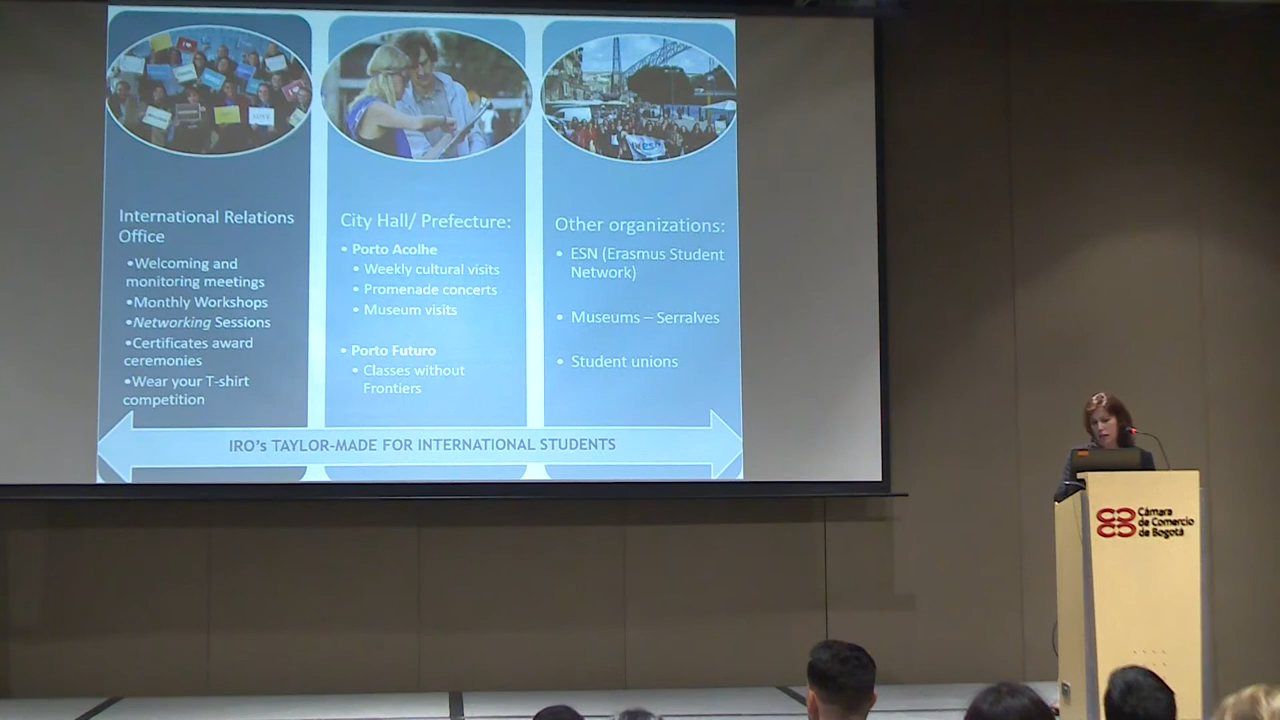 International Relations
Office
•Welcoming and
monitoring meetings
•Monthly Workshops
•Networking Sessions
•Certificates award
ceremonies
•Wear your T-shirt
competition
City Hall/ Prefecture:
• Porto Acolhe
• Weekly cultural visits
• Promenade concerts
• Museum visits
• Porto Futuro
• Classes without
Frontiers
Other organizations:
• ESN (Erasmus Student
Network)
• Museums – Serralves
• Student unions
IRO's TAYLOR-MADE FOR INTERNATIONAL STUDENTS
Cámara
de Comercio
de Bogotá